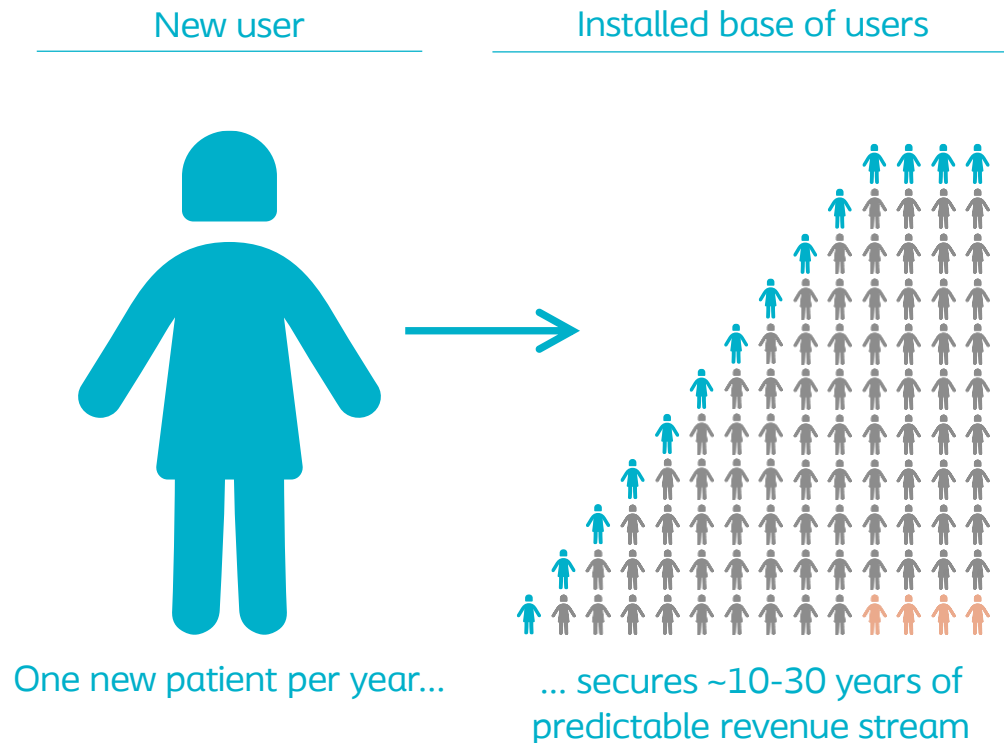 New user
Installed base of users
One new patient per year...
... secures ~10-30 years of
predictable revenue stream